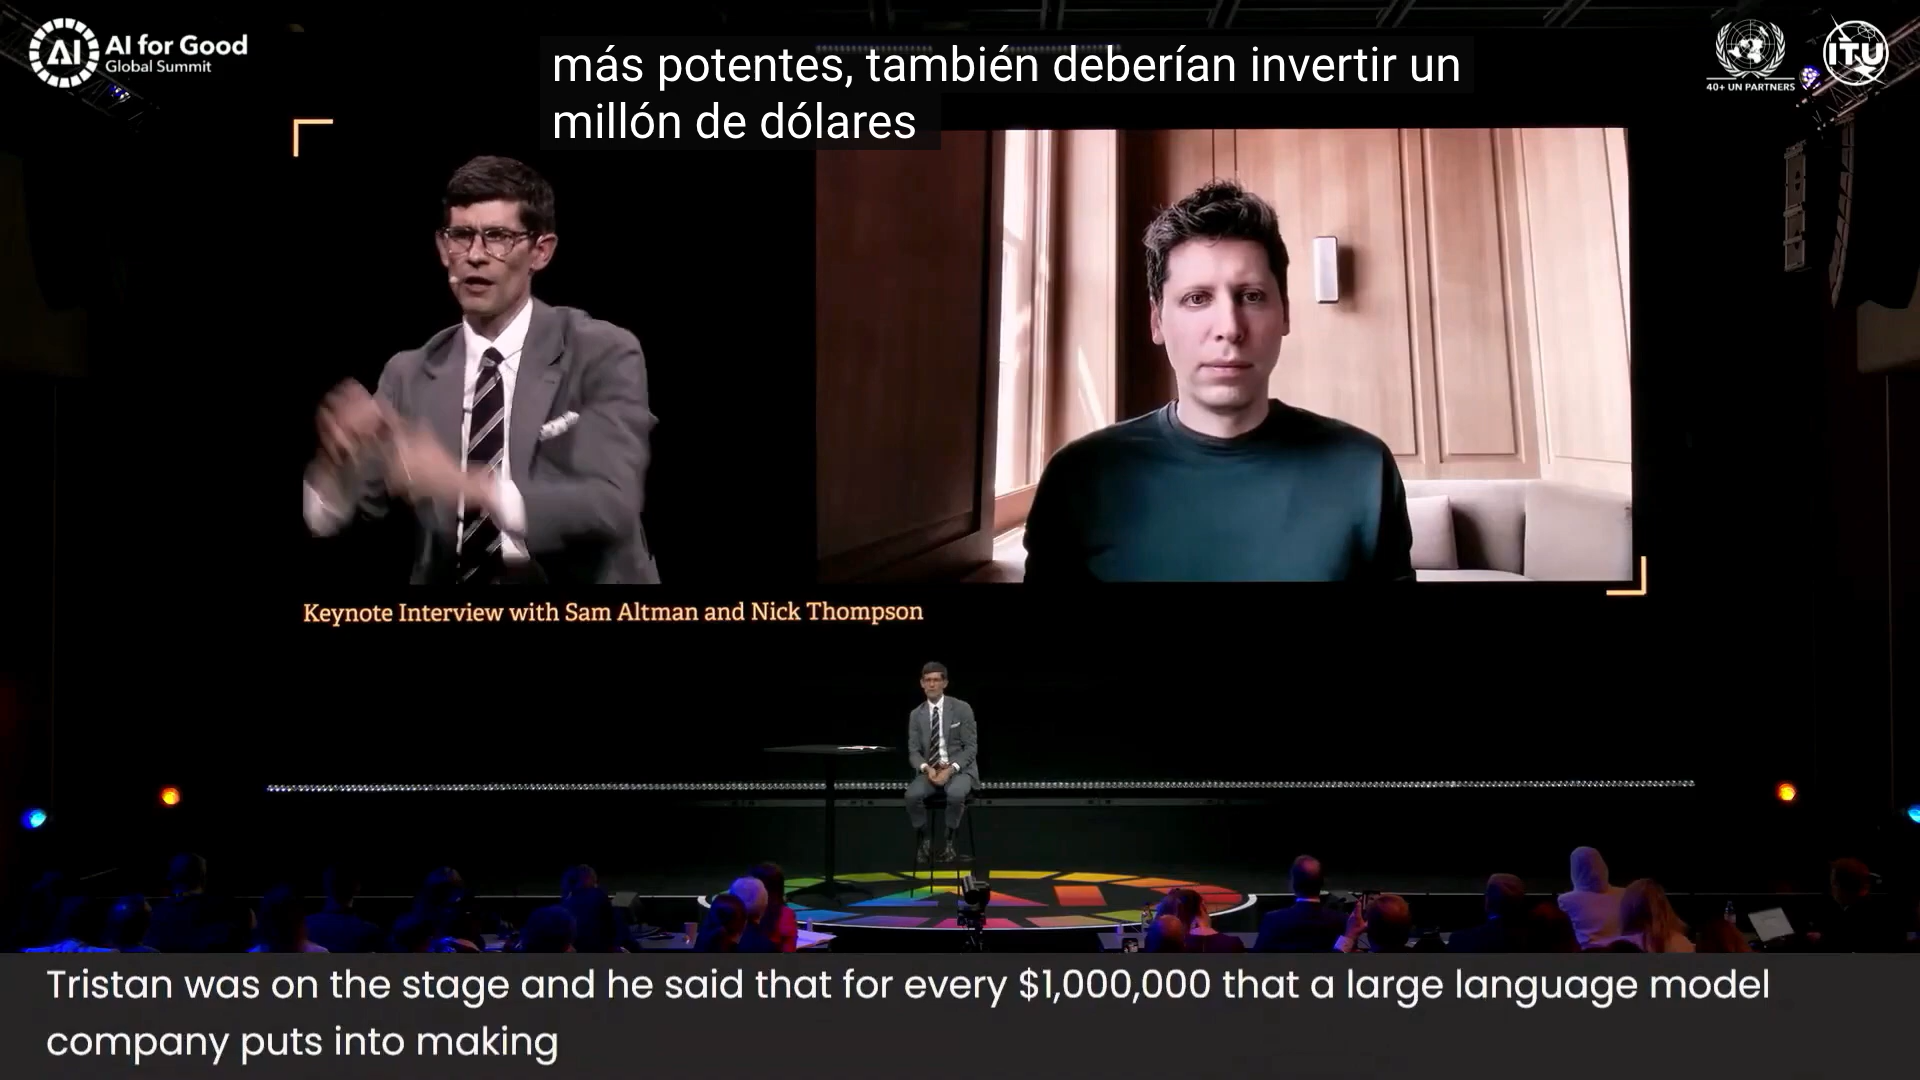 AI
AI for Good
Global Summit
más potentes, también deberían invertir un
millón de dólares
40+ UN PARTNERS
ITU
Keynote Interview with Sam Altman and Nick Thompson
Tristan was on the stage and he said that for every $1,000,000 that a large language model
company puts into making